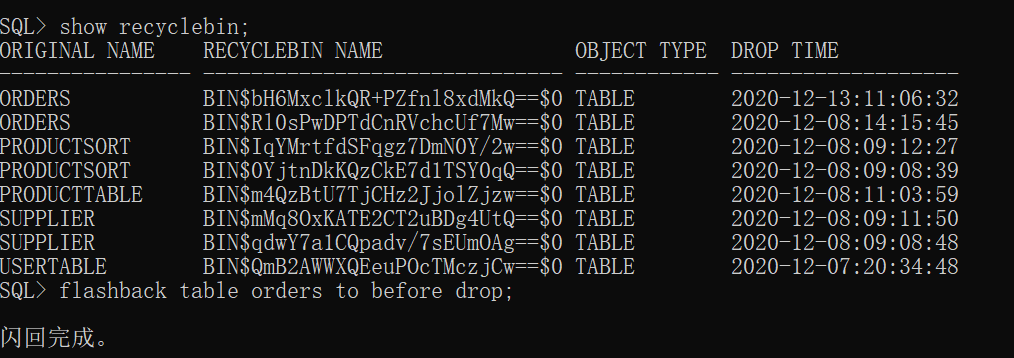 SQL> show recyclebin;
ORIGINAL NAME    RECYCLEBIN NAME                OBJECT TYPE  DROP TIME
---------------- ------------------------------ ------------ -------------------
ORDERS           BIN$bH6MxclkQR+PZfnl8xdMkQ==$0 TABLE        2020-12-13:11:06:32
ORDERS           BIN$Rl0sPwDPTdCnRVchcUf7Mw==$0 TABLE        2020-12-08:14:15:45
PRODUCTSORT      BIN$IqYMrtfdSFqgz7DmN0Y/2w==$0 TABLE        2020-12-08:09:12:27
PRODUCTSORT      BIN$0YjtnDkKQzCkE7d1TSY0qQ==$0 TABLE        2020-12-08:09:08:39
PRODUCTTABLE     BIN$m4QzBtU7TjCHz2JjolZjzw==$0 TABLE        2020-12-08:11:03:59
SUPPLIER         BIN$mMq8OxKATE2CT2uBDg4UtQ==$0 TABLE        2020-12-08:09:11:50
SUPPLIER         BIN$qdwY7a1CQpadv/7sEUmOAg==$0 TABLE        2020-12-08:09:08:48
USERTABLE        BIN$QmB2AWWXQEeuPOcTMczjCw==$0 TABLE        2020-12-07:20:34:48
SQL> flashback table orders to before drop;
闪回完成。